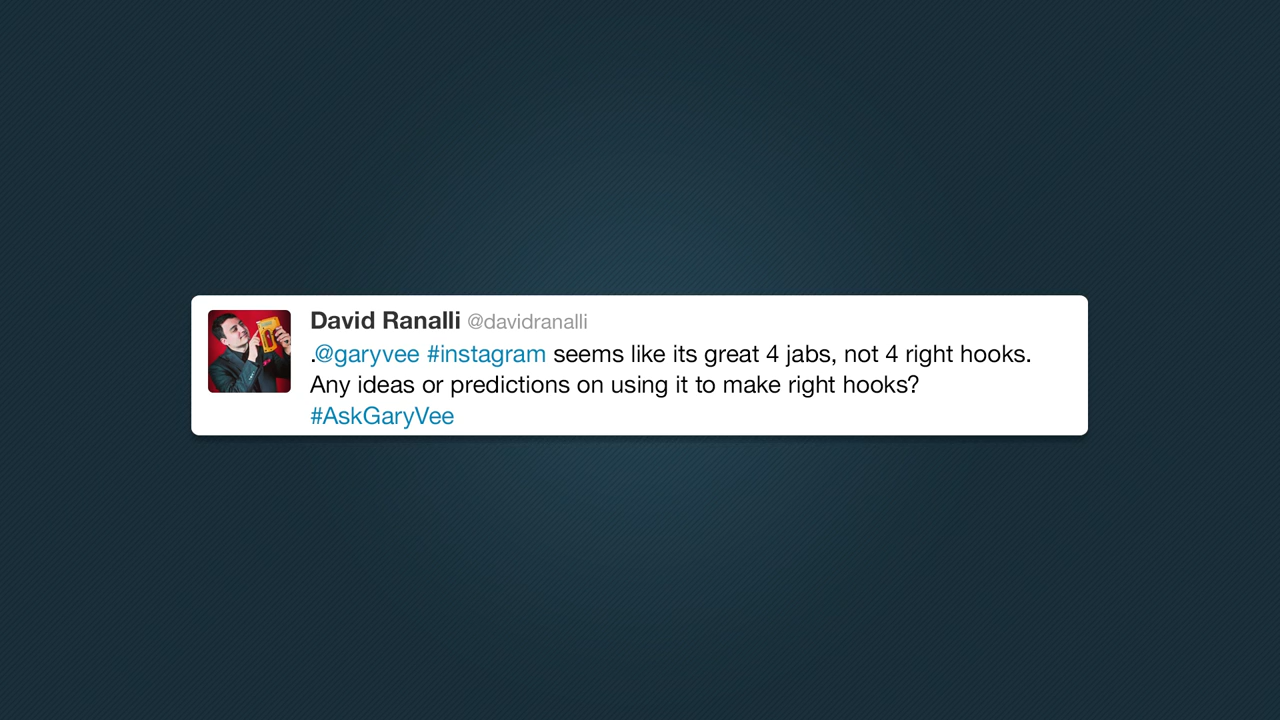 David Ranalli @davidranalli
.@garyvee #instagram seems like its great 4 jabs, not 4 right hooks.
Any ideas or predictions on using it to make right hooks?
#AskGaryVee